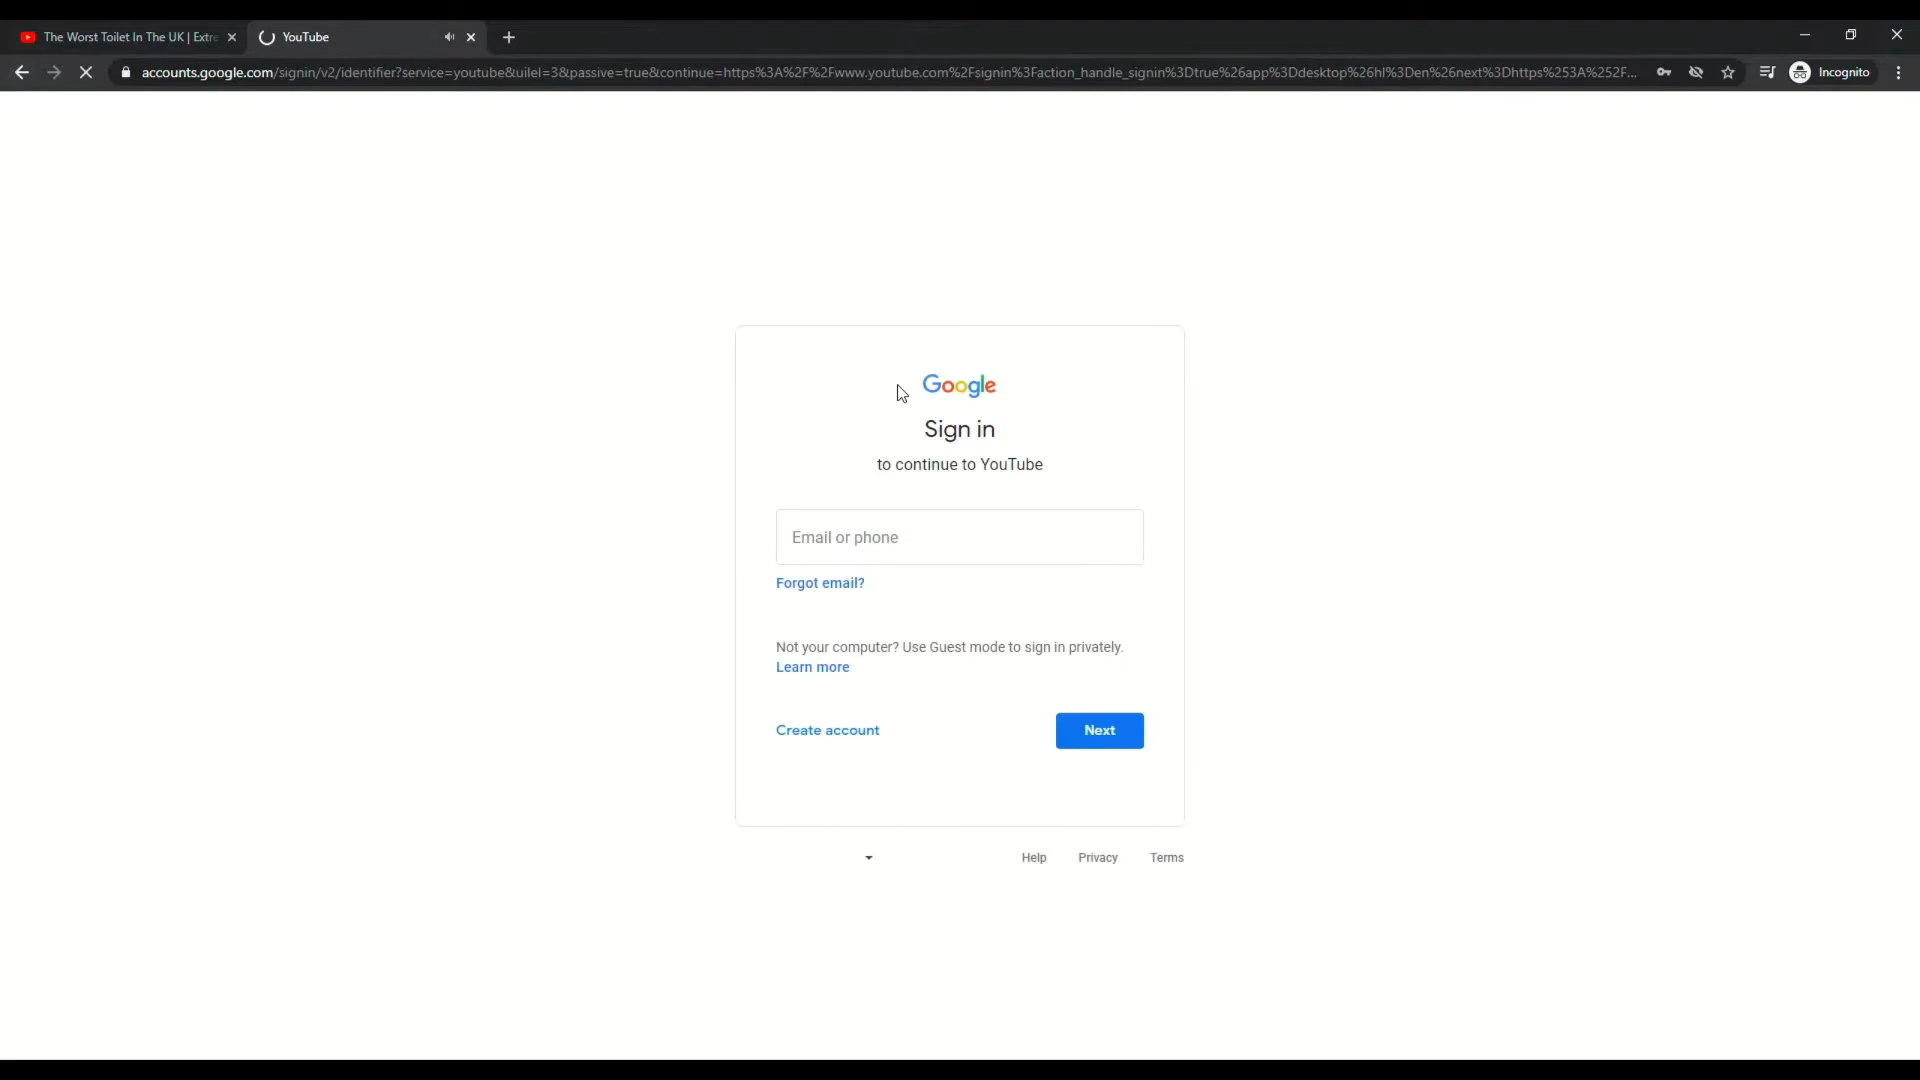 The Worst Toilet In The UK | Extre
YouTube
accounts.google.com/signin/v2/identifier?service=youtube&uilel=3&passive=true&continue=https%3A%2F%2Fwww.youtube.com%2Fsignin%3Faction_handle_signin%3Dtrue%26app%3Ddesktop%26hl%3Den%26next%3Dhttps%253A%252F...
Incognito
Google
Sign in
to continue to YouTube
Email or phone
Forgot email?
Not your computer? Use Guest mode to sign in privately.
Learn more
Create account
Next
Help Privacy Terms